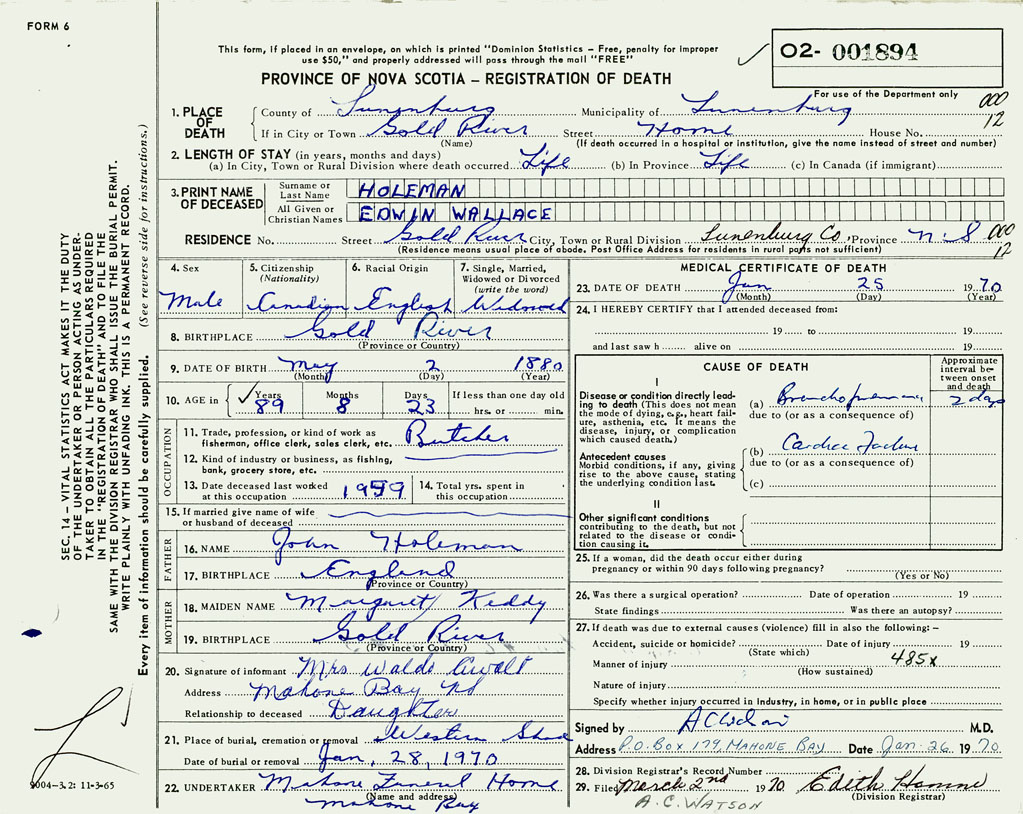 FORM 6
This form, if placed in an envelope, on which is printed "Dominion Statistics – Free, penalty for improper
use $50," and properly addressed will pass through the mail "FREE"
02- 001894
PROVINCE OF NOVA SCOTIA – REGISTRATION OF DEATH
For use of the Department only
000
12
1. PLACE OF DEATH County of Lunenburg Municipality of Lunenburg
If in City or Town Gold River Street Home House No.
(Name) (If death occurred in a hospital or institution, give the name instead of street and number)
2. LENGTH OF STAY (in years, months and days)
(a) In City, Town or Rural Division where death occurred Life (b) In Province Life (c) In Canada (if immigrant)
3. PRINT NAME OF DECEASED
Surname or Last Name HOLEMAN
All Given or Christian Names EDWIN WALLACE
RESIDENCE No. Street Gold River City, Town or Rural Division Lunenburg Co Province N.S 000
12
(Residence means usual place of abode. Post Office Address for residents in rural parts not sufficient)
4. Sex Male
5. Citizenship (Nationality) Canadian
6. Racial Origin English
7. Single, Married, Widowed or Divorced (write the word) Widowed
8. BIRTHPLACE Gold River
(Province or Country)
9. DATE OF BIRTH May 2 1880
(Month) (Day) (Year)
10. AGE in Years 89 Months 8 Days 23 If less than one day old
hrs. or min.
OCCUPATION
11. Trade, profession or kind of work as
fisherman, office clerk, sales clerk, etc. Butcher
12. Kind of industry or business, as fishing,
bank, grocery store, etc.
13. Date deceased last worked
at this occupation 1959
14. Total yrs. spent in
this occupation
15. If married give name of wife
or husband of deceased
FATHER
16. NAME John Holeman
17. BIRTHPLACE England
(Province or Country)
MOTHER
18. MAIDEN NAME Margaret Keddy
19. BIRTHPLACE Gold River
(Province or Country)
20. Signature of informant Mrs Waldo Awalt
Address Mahone Bay NS
Relationship to deceased Daughter
21. Place of burial, cremation or removal Western Shore
Date of burial or removal Jan, 28, 1970
22. UNDERTAKER Mahone Funeral Home
(Name and address)
Mahone Bay
MEDICAL CERTIFICATE OF DEATH
23. DATE OF DEATH Jan 25 1970
(Month) (Day) (Year)
24. I HEREBY CERTIFY that I attended deceased from:
19 to 19
and last saw h alive on 19
CAUSE OF DEATH
Approximate interval between onset and death
I
Disease or condition directly leading to death (This does not mean the mode of dying, e.g., heart failure, asthenia, etc. It means the disease, injury, or complication which caused death.)
(a) Bronchopneumonia 2 days
due to (or as a consequence of)
Antecedent causes
Morbid conditions, if any, giving rise to the above cause, stating the underlying condition last.
(b) Cardiac Failure
due to (or as a consequence of)
(c)
II
Other significant conditions
contributing to the death, but not related to the disease or condition causing it.
25. If a woman, did the death occur either during
pregnancy or within 90 days following pregnancy?
(Yes or No)
26. Was there a surgical operation? Date of operation 19
State findings Was there an autopsy?
27. If death was due to external causes (violence) fill in also the following: –
Accident, suicide or homicide? Date of injury 19
(State which)
485x
Manner of injury
(How sustained)
Nature of injury
Specify whether injury occurred in industry, in home, or in public place
Signed by M.D.
Address P.O. BOX 179, MAHONE BAY Date Jan. 26 1970
28. Division Registrar's Record Number
29. Filed March 2nd 1970 Edith
(Division Registrar)
A. C. WATSON
SEC. 14 – VITAL STATISTICS ACT MAKES IT THE DUTY
OF THE UNDERTAKER OR PERSON ACTING AS UNDER-
TAKER TO OBTAIN ALL THE PARTICULARS REQUIRED
IN THE "REGISTRATION OF DEATH" AND TO FILE THE
SAME WITH THE DIVISION REGISTRAR WHO SHALL ISSUE THE BURIAL PERMIT.
WRITE PLAINLY WITH UNFADING INK. THIS IS A PERMANENT RECORD.
Every item of information should be carefully supplied. (See reverse side for instructions.)
2004-3.2: 11-3-65